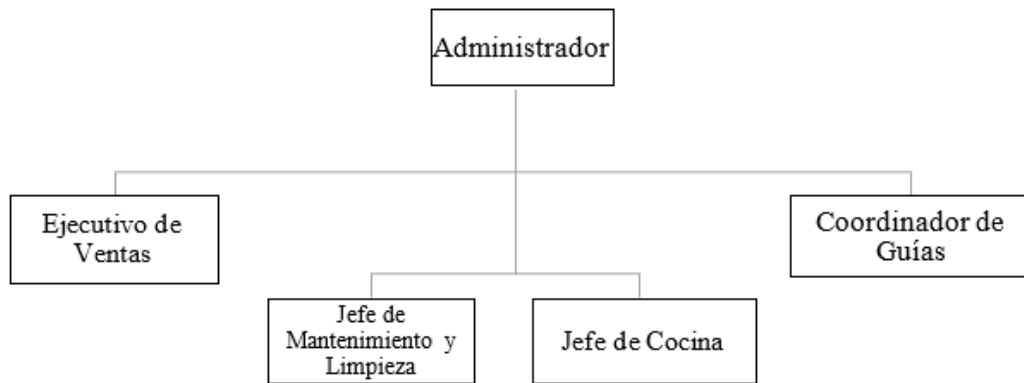 Administrador
Ejecutivo de
Ventas
Coordinador de
Guías
Jefe de
Mantenimiento y
Limpieza
Jefe de Cocina